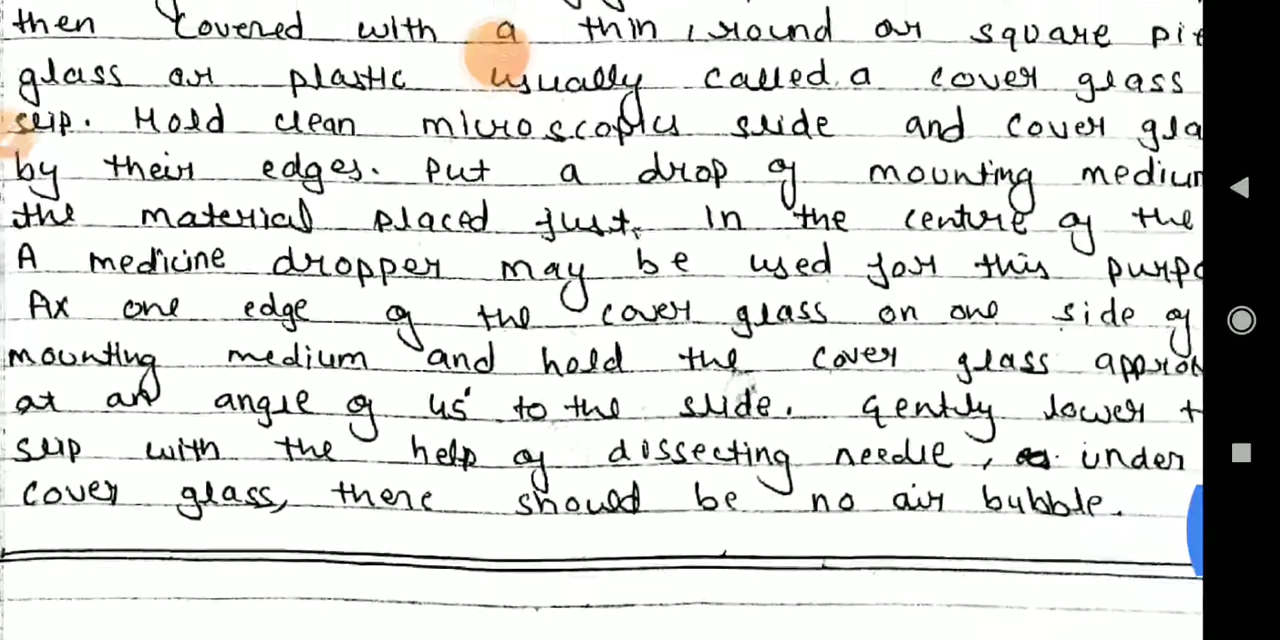 then covered with a thin, round or square pie
glass or plastic usually called a cover glass
slip. Hold clean microscopic slide and cover gla
by their edges. Put a drop of mounting medium
the material placed just in the centre of the
A medicine dropper may be used for this purpo
Ax one edge of the cover glass on one side of
mounting medium and hold the cover glass approx
at an angle of 45° to the slide. Gently lower t
slip with the help of dissecting needle, under
cover glass, there should be no air bubble.